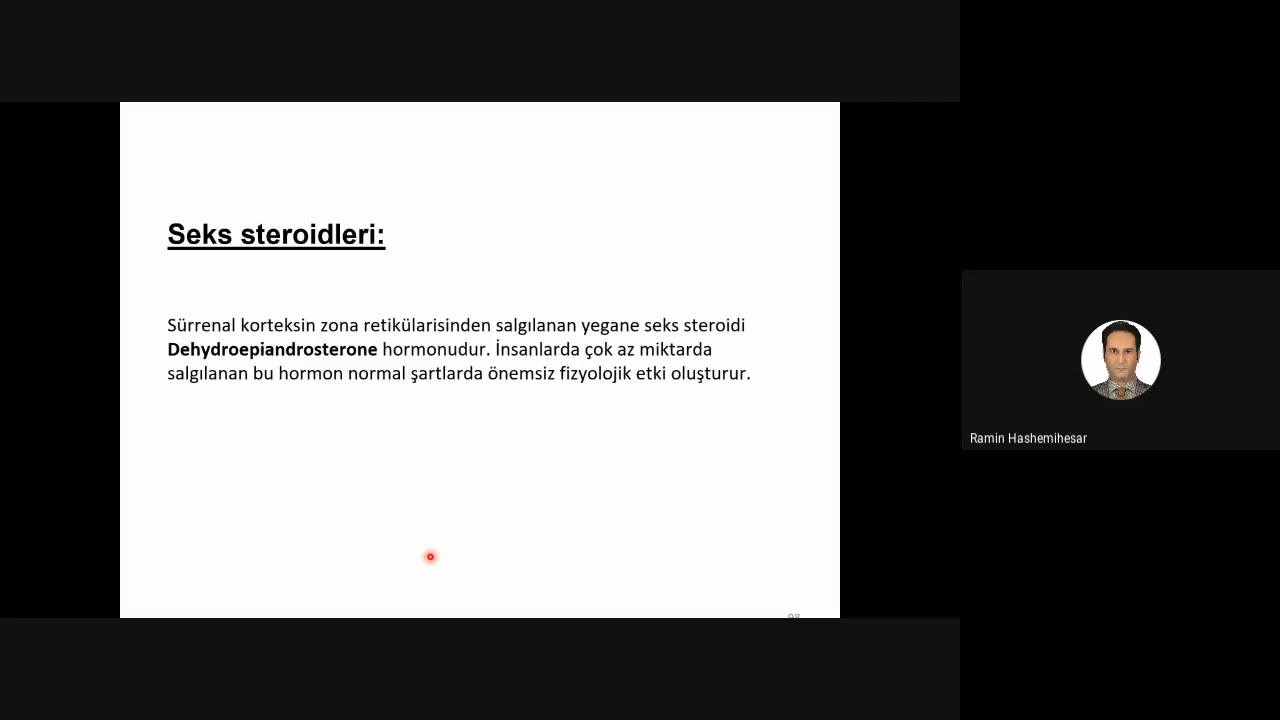 Seks steroidleri:
Sürrenal korteksin zona retikülarisinden salgılanan yegane seks steroidi
Dehydroepiandrosterone hormonudur. İnsanlarda çok az miktarda
salgılanan bu hormon normal şartlarda önemsiz fizyolojik etki oluşturur.
Ramin Hashemihesar